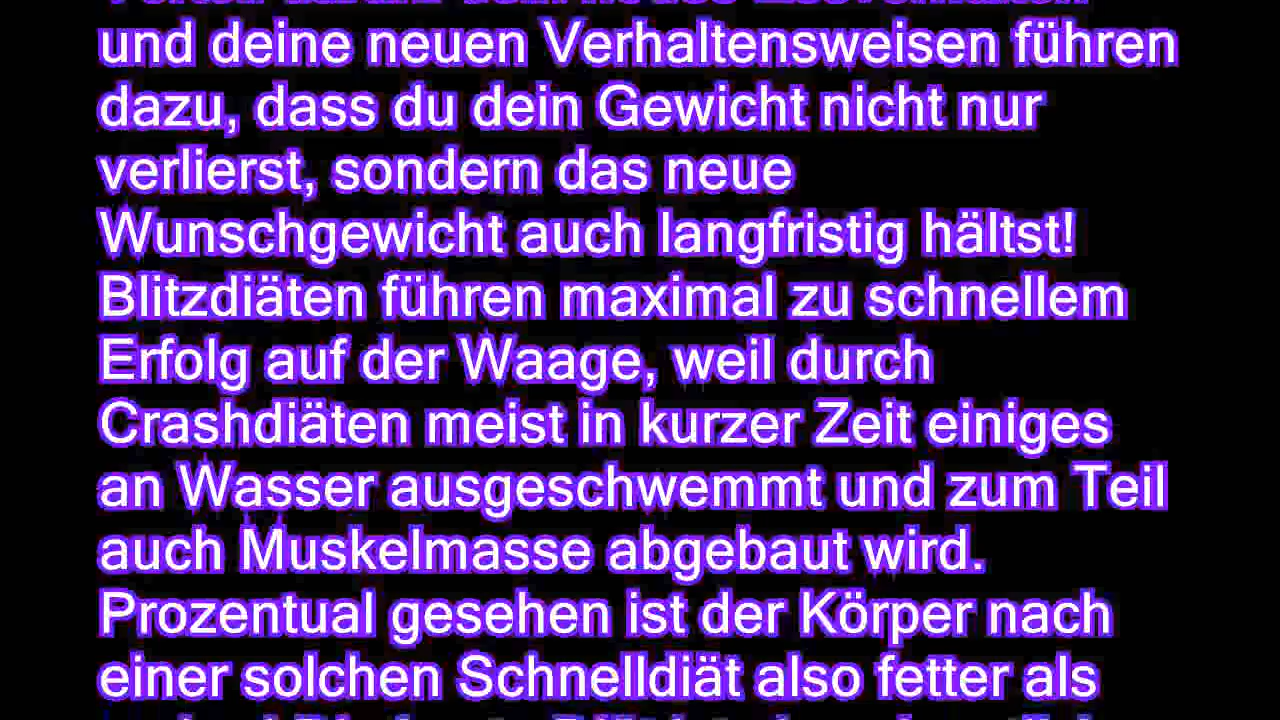 und deine neuen Verhaltensweisen führen
dazu, dass du dein Gewicht nicht nur
verlierst, sondern das neue
Wunschgewicht auch langfristig hältst!
Blitzdiäten führen maximal zu schnellem
Erfolg auf der Waage, weil durch
Crashdiäten meist in kurzer Zeit einiges
an Wasser ausgeschwemmt und zum Teil
auch Muskelmasse abgebaut wird.
Prozentual gesehen ist der Körper nach
einer solchen Schnelldiät also fetter als